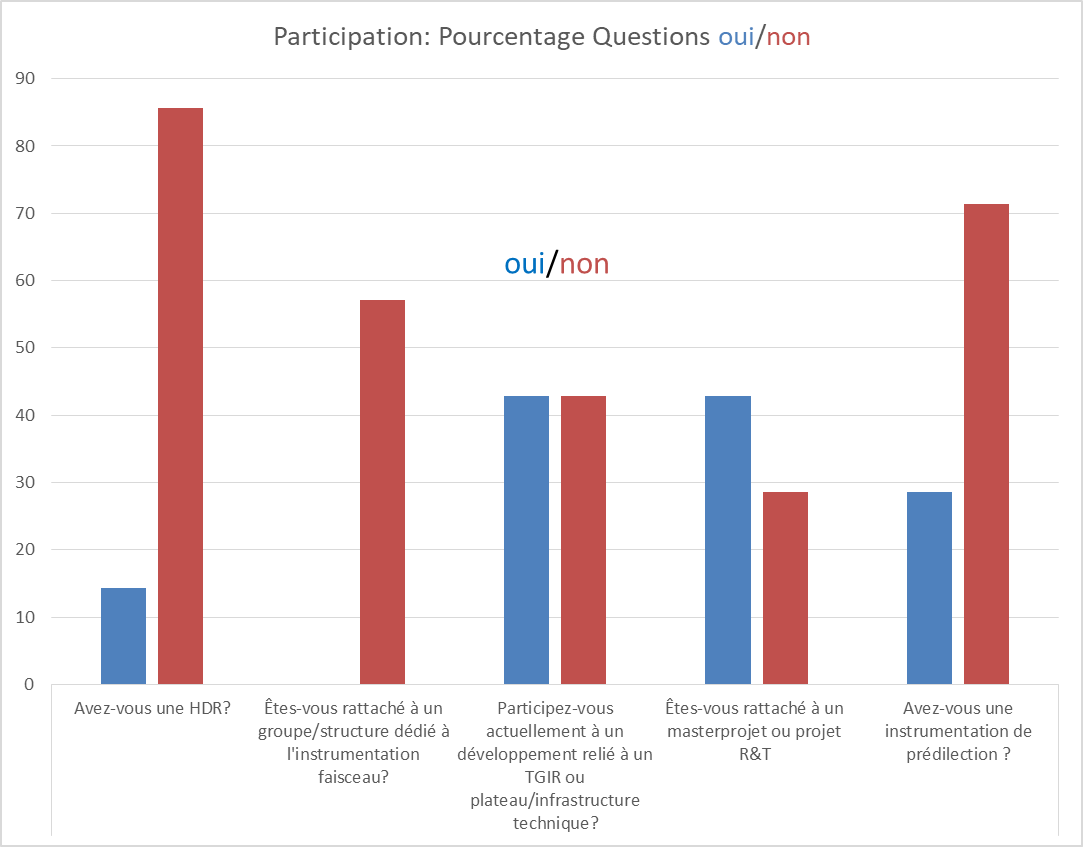 Participation: Pourcentage Questions oui/non
90
80
70
60
50
40
30
20
10
0
oui/non
Avez-vous une HDR?
Êtes-vous rattaché à un
groupe/structure dédié à
l'instrumentation
faisceau?
Participez-vous
actuellement à un
développement relié à un
TGIR ou
plateau/infrastructure
technique?
Êtes-vous rattaché à un
masterprojet ou projet
R&T
Avez-vous une
instrumentation de
prédilection ?